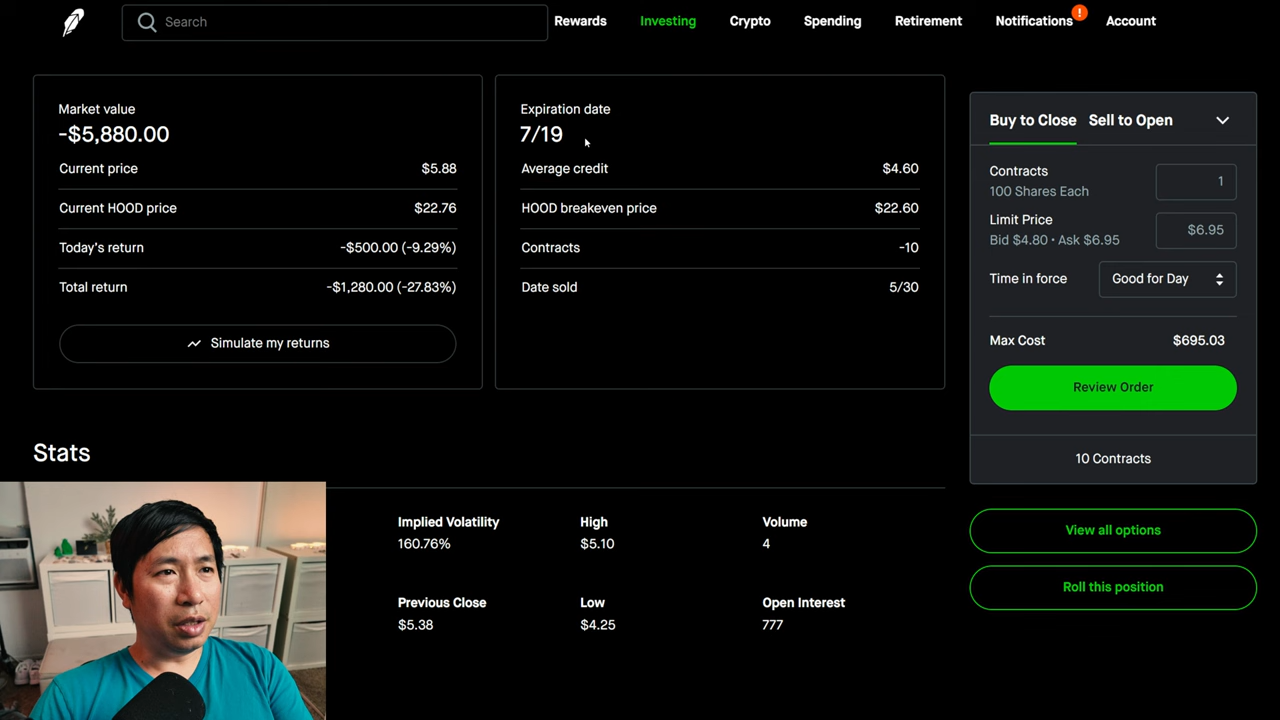 Search
Rewards
Investing
Crypto
Spending
Retirement
Notifications
!
Account
Market value
-$5,880.00
Current price $5.88
Current HOOD price $22.76
Today's return -$500.00 (-9.29%)
Total return -$1,280.00 (-27.83%)
Simulate my returns
Expiration date
7/19
Average credit $4.60
HOOD breakeven price $22.60
Contracts -10
Date sold 5/30
Buy to Close Sell to Open
Contracts
100 Shares Each
1
Limit Price
Bid $4.80 • Ask $6.95
$6.95
Time in force Good for Day
Max Cost $695.03
Review Order
10 Contracts
View all options
Roll this position
Stats
Implied Volatility
160.76%
High
$5.10
Volume
4
Previous Close
$5.38
Low
$4.25
Open Interest
777